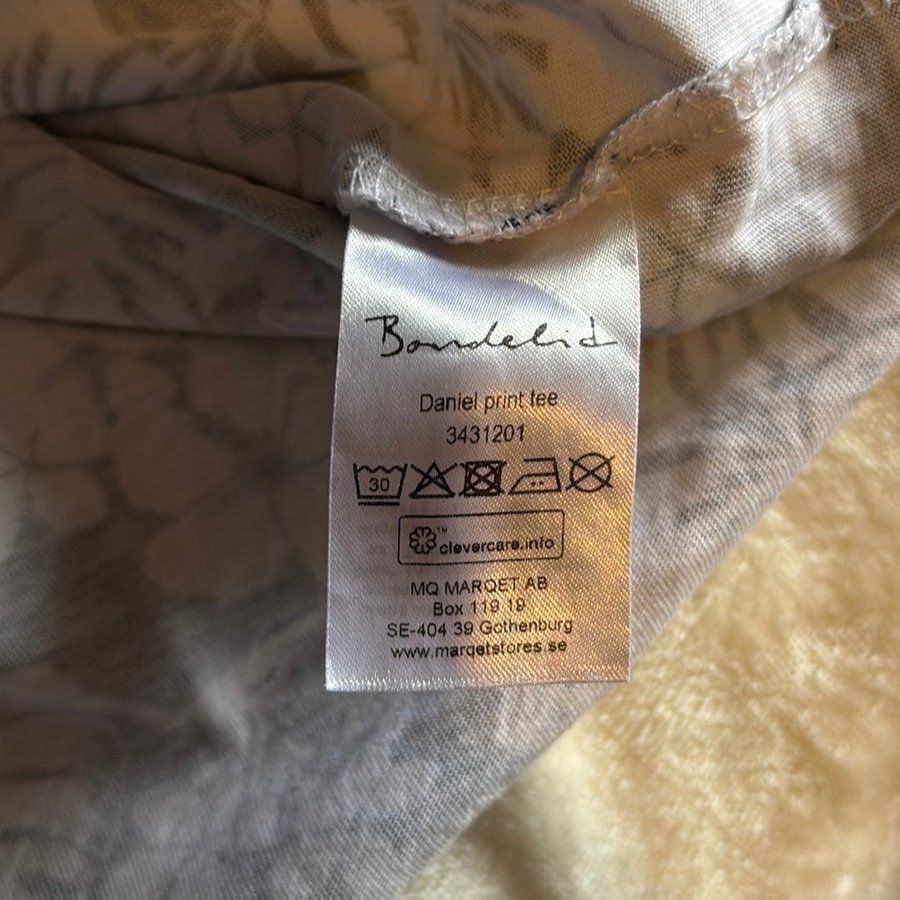 Bondelid
Daniel print tee
3431201
30
clevercare.info
MQ MARQET AB
Box 119 19
SE-404 39 Gothenburg
www.marqetstores.se